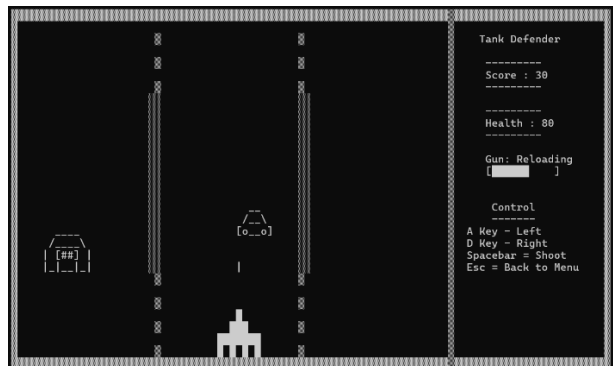 Tank Defender
---------
Score : 30
---------
---------
Health : 80
---------
Gun: Reloading
[ ]
Control
-------
A Key - Left
D Key - Right
Spacebar = Shoot
Esc = Back to Menu
[o__o]
[##]